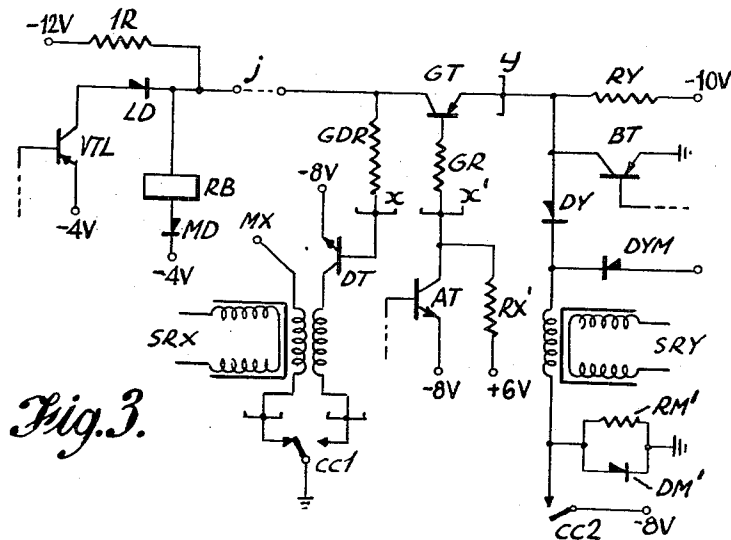 -12V
1R
j
GT
y
RY
-10V
LD
VTL
GDR
GR
BT
-8V
x
x'
RB
DY
MX
-4V
MD
-4V
DT
AT
RX'
DYM
SRX
-8V
+6V
SRY
RM'
Fig.3.
CC1
DM'
CC2
-8V